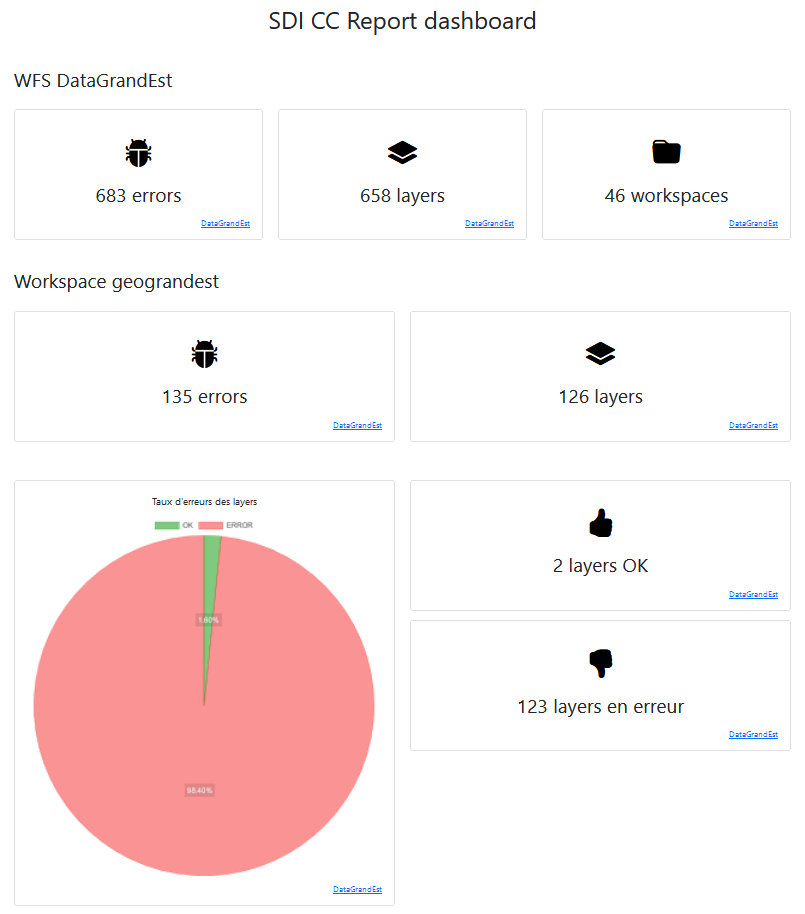 SDI CC Report dashboard
WFS DataGrandEst
683 errors
DataGrandEst
658 layers
DataGrandEst
46 workspaces
DataGrandEst
Workspace geograndest
135 errors
DataGrandEst
126 layers
DataGrandEst
Taux d'erreurs des layers
OK ERROR
1.60%
98.40%
DataGrandEst
2 layers OK
DataGrandEst
123 layers en erreur
DataGrandEst